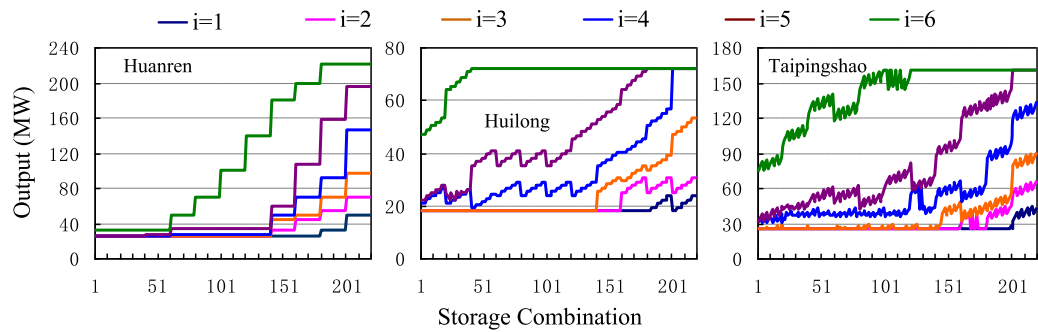 i=1 i=2 i=3 i=4 i=5 i=6
Output (MW)
240
200
160
120
80
40
0
Huanren
1 51 101 151 201
80
60
40
20
0
Huilong
1 51 101 151 201
180
150
120
90
60
30
0
Taipingshao
1 51 101 151 201
Storage Combination